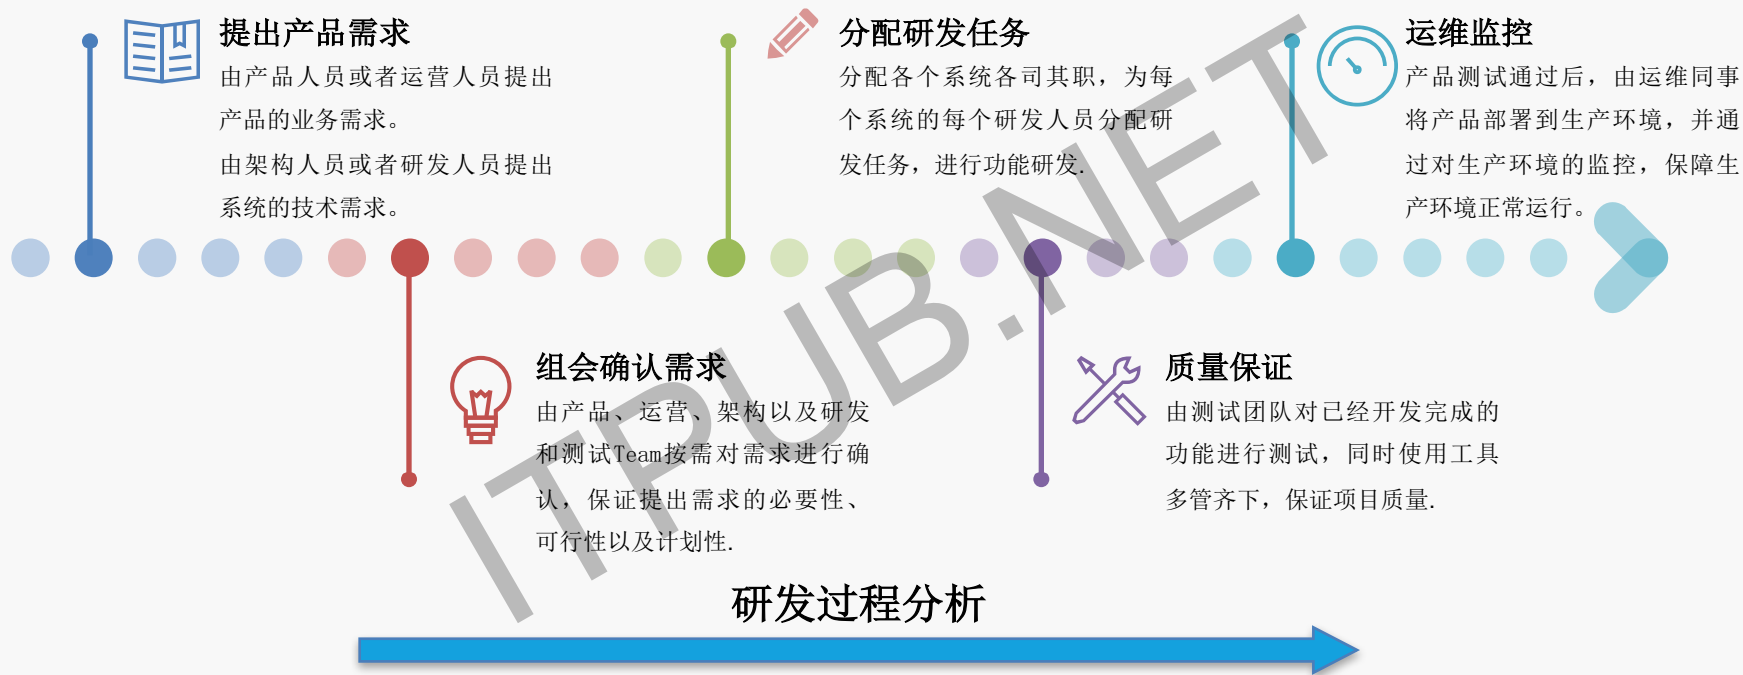 提出产品需求
由产品人员或者运营人员提出
产品的业务需求。
由架构人员或者研发人员提出
系统的技术需求。
组会确认需求
由产品、运营、架构以及研发
和测试Team按需对需求进行确
认，保证提出需求的必要性、
可行性以及计划性.
分配研发任务
分配各个系统各司其职，为每
个系统的每个研发人员分配研
发任务，进行功能研发.
质量保证
由测试团队对已经开发完成的
功能进行测试，同时使用工具
多管齐下，保证项目质量.
运维监控
产品测试通过后，由运维同事
将产品部署到生产环境，并通
过对生产环境的监控，保障生
产环境正常运行。
研发过程分析
ITPUB.NET